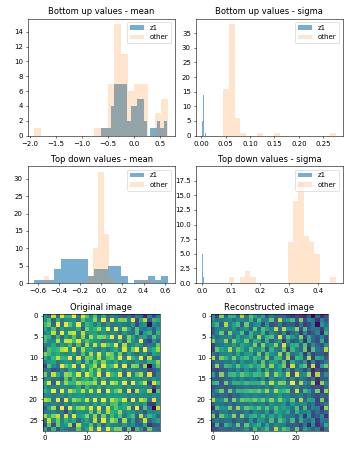 Bottom up values - mean
Bottom up values - sigma
14
12
10
8
6
4
2
0
z1
other
−2.0 −1.5 −1.0 −0.5 0.0 0.5
35
30
25
20
15
10
5
0
z1
other
0.00 0.05 0.10 0.15 0.20 0.25
Top down values - mean
Top down values - sigma
30
25
20
15
10
5
0
z1
other
−0.6 −0.4 −0.2 0.0 0.2 0.4 0.6
17.5
15.0
12.5
10.0
7.5
5.0
2.5
0.0
z1
other
0.0 0.1 0.2 0.3 0.4
Original image
Reconstructed image
0
5
10
15
20
25
0 10 20
0
5
10
15
20
25
0 10 20